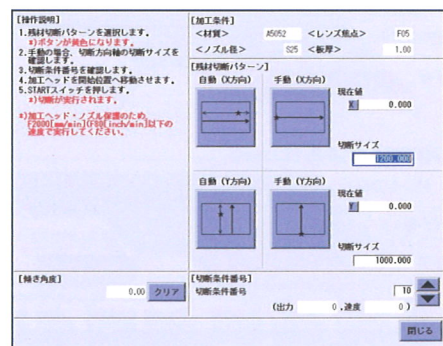 [操作説明]
1.残材切断パターンを選択します。
*)ボタンが黄色になります。
2.手動の場合、切断方向軸の切断サイズを
確認します。
3.切断条件番号を確認します。
4.加工ヘッドを開始位置へ移動させます。
5.STARTスイッチを押します。
*)切断が実行されます。
*)加工ヘッド・ノズル保護のため、
F2000[mm/min](F80[inch/min])以下の
速度で実行してください。
[加工条件]
<材質> A5052 <レンズ焦点> F05
<ノズル径> S25 <板厚> 1.00
[残材切断パターン]
自動 (X方向) 手動 (X方向)
現在値
X 0.000
切断サイズ
1200.000
自動 (Y方向) 手動 (Y方向)
現在値
Y 0.000
切断サイズ
1000.000
[傾き角度]
0.00 クリア
[切断条件番号]
切断条件番号 10
(出力 0,速度 0)
閉じる